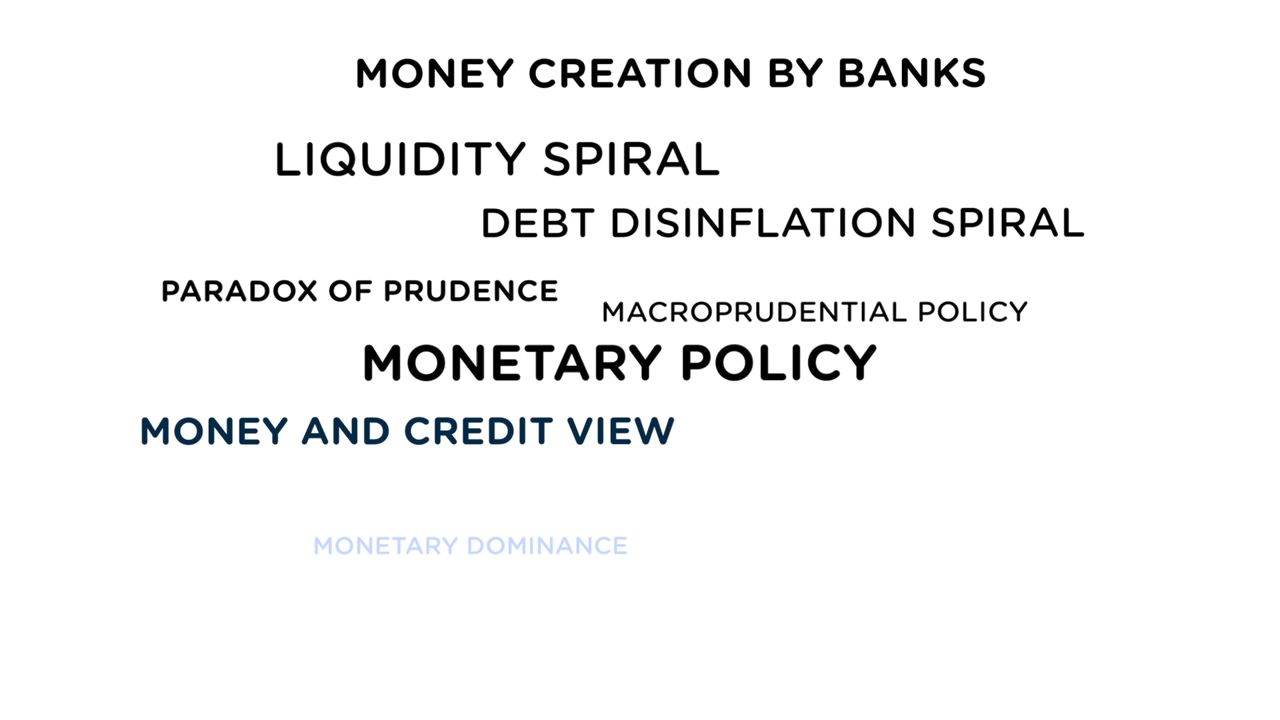 MONEY CREATION BY BANKS
LIQUIDITY SPIRAL
DEBT DISINFLATION SPIRAL
PARADOX OF PRUDENCE
MACROPRUDENTIAL POLICY
MONETARY POLICY
MONEY AND CREDIT VIEW
MONETARY DOMINANCE